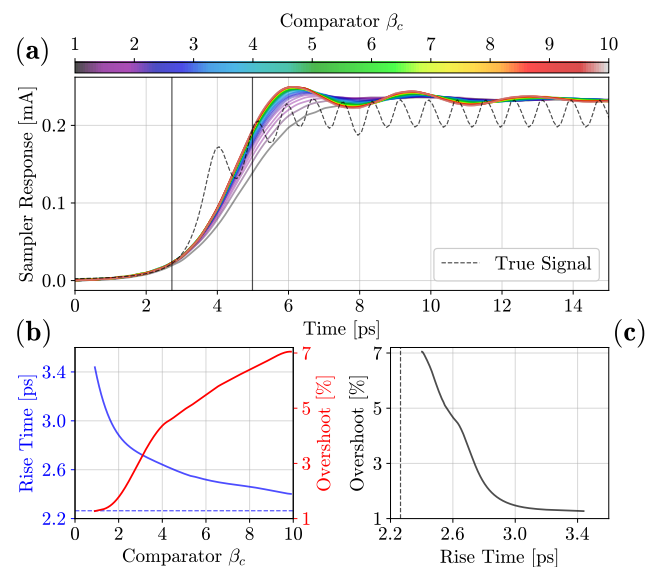 Comparator βc
(a)
1 2 3 4 5 6 7 8 9 10
Sampler Response [mA]
0.2
0.1
0.0
True Signal
0 2 4 6 8 10 12 14
Time [ps]
(b)
Rise Time [ps]
3.4
3.0
2.6
2.2
7
5
3
1
Overshoot [%]
0 2 4 6 8 10
Comparator βc
(c)
Overshoot [%]
7
5
3
1
2.2 2.6 3.0 3.4
Rise Time [ps]